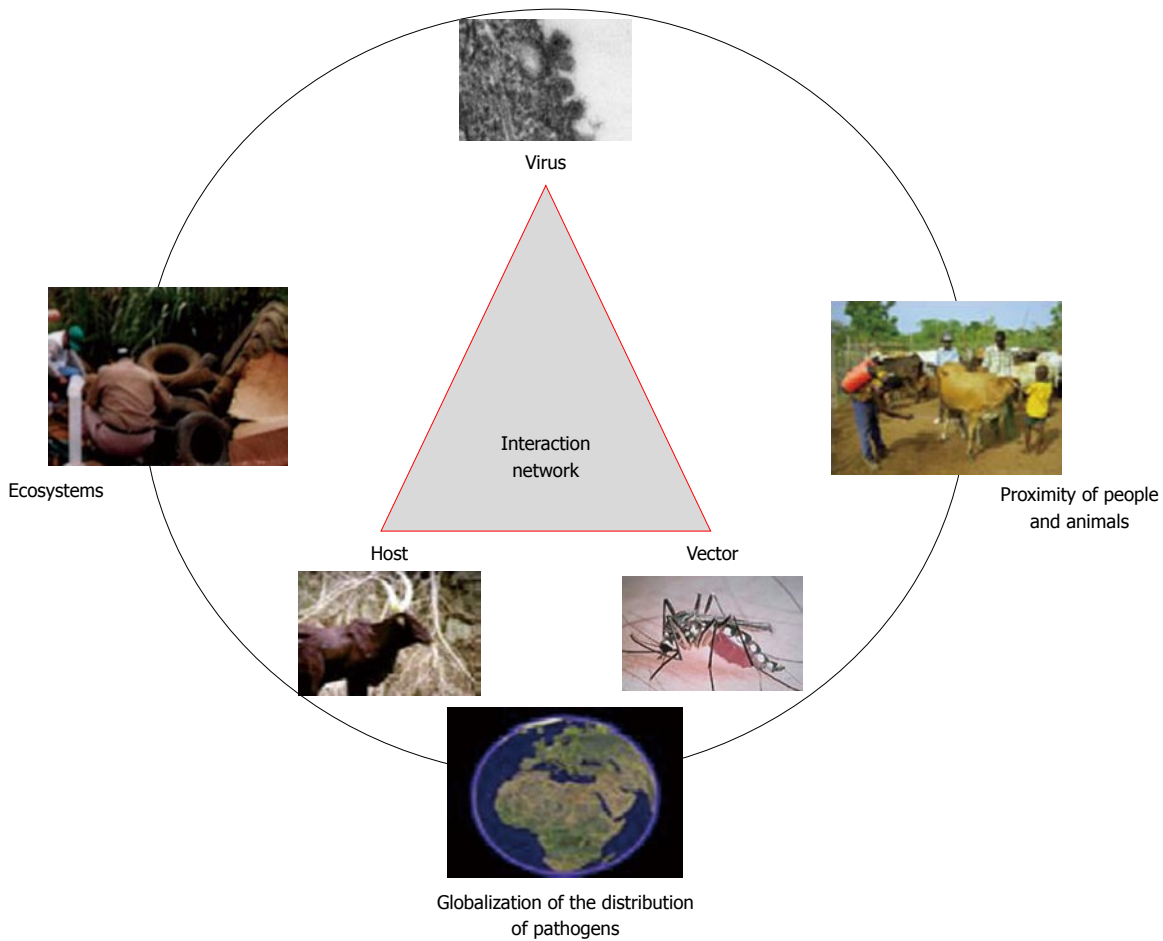 Virus
Interaction
network
Ecosystems
Proximity of people
and animals
Host
Vector
Globalization of the distribution
of pathogens